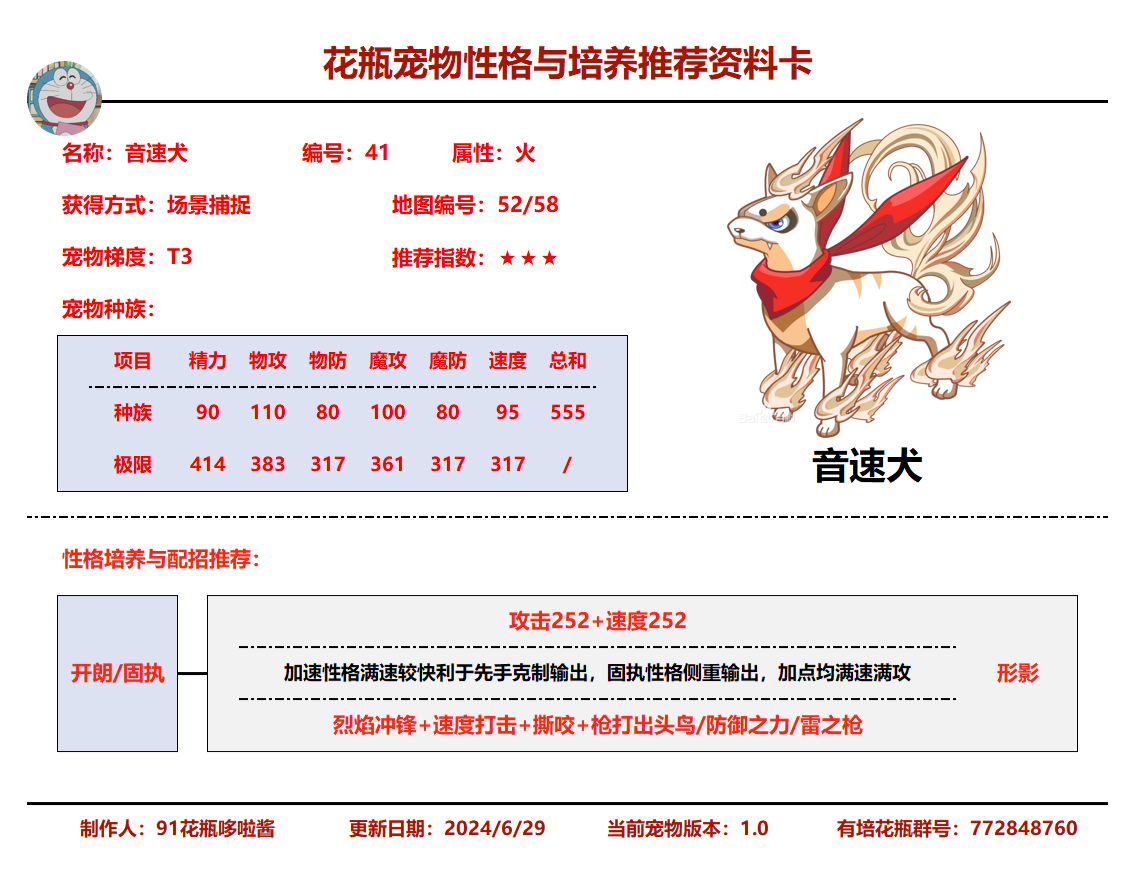 花瓶宠物性格与培养推荐资料卡
名称：音速犬 编号：41 属性：火
获得方式：场景捕捉 地图编号：52/58
宠物梯度：T3 推荐指数：★★★
宠物种族：
项目 精力 物攻 物防 魔攻 魔防 速度 总和
种族 90 110 80 100 80 95 555
极限 414 383 317 361 317 317 /
音速犬
性格培养与配招推荐：
攻击252+速度252
开朗/固执 加速性格满速较快利于先手克制输出，固执性格侧重输出，加点均满速满攻 形影
烈焰冲锋+速度打击+撕咬+枪打出头鸟/防御之力/雷之枪
制作人：91花瓶哆啦酱 更新日期：2024/6/29 当前宠物版本：1.0 有培花瓶群号：772848760